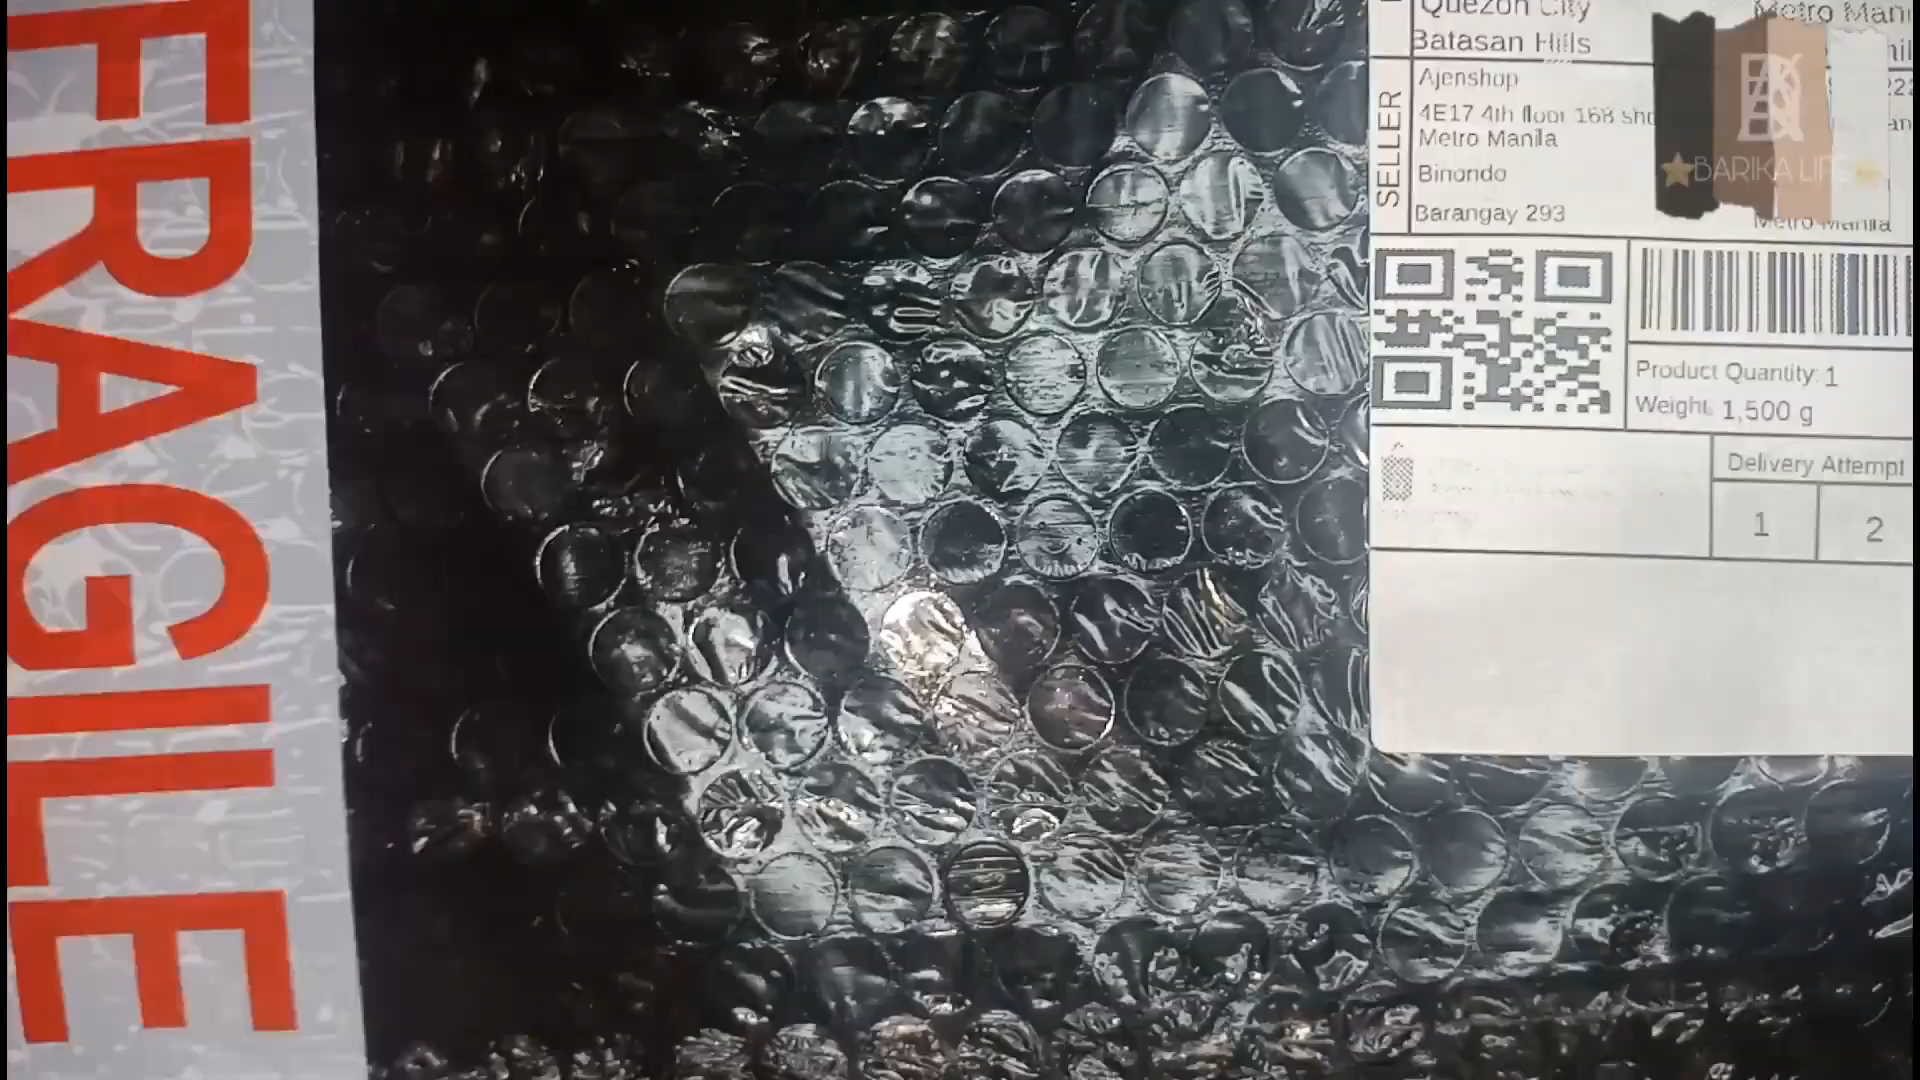 FRAGILE
Quezon City
Metro Mani
Batasan Hills
SELLER
Ajenshop
4E17 4th floor 168 sho
Metro Manila
Binondo
Barangay 293
Metro Manila
BARIKA LIFE
Product Quantity: 1
Weight: 1,500 g
Delivery Attempt
1
2